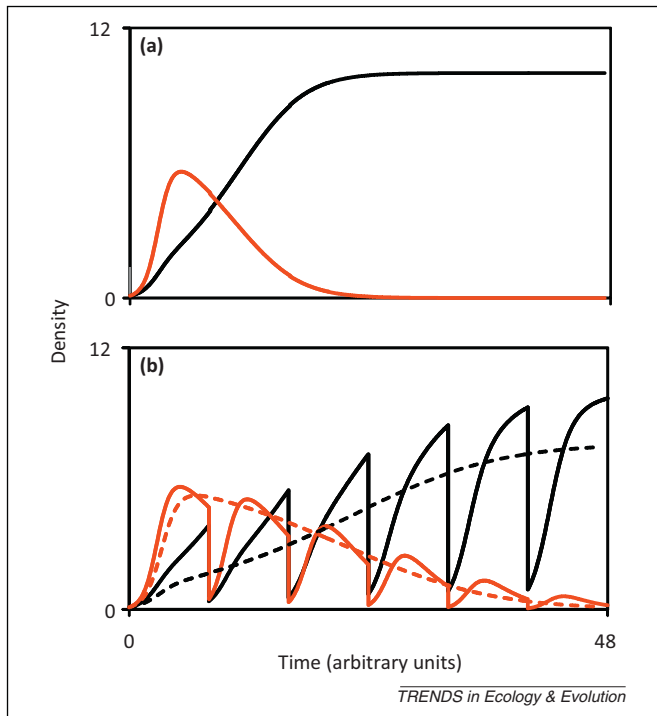 12
(a)
0
Density
12
(b)
0
0
48
Time (arbitrary units)
TRENDS in Ecology & Evolution